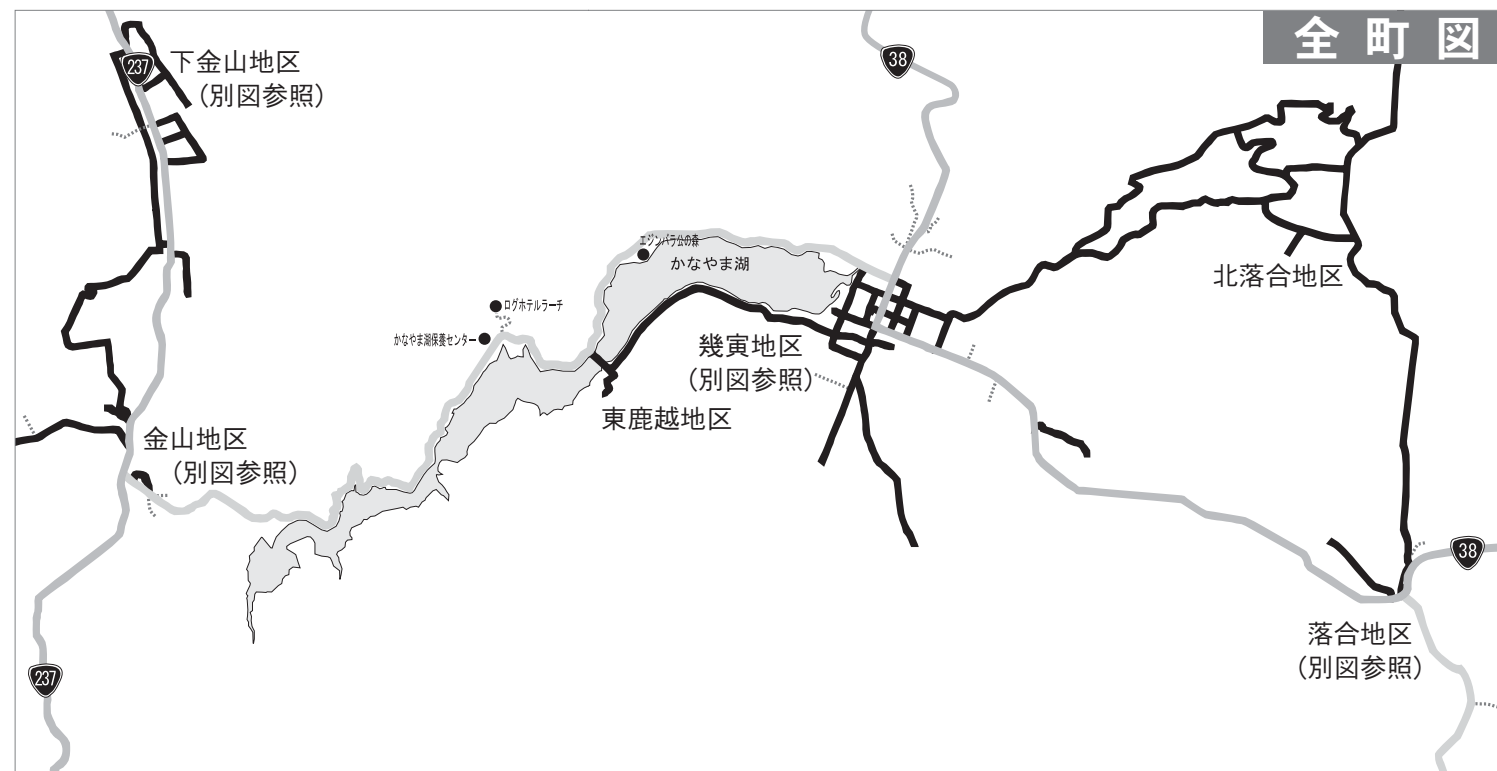 全町図
237
下金山地区
（別図参照）
38
エジンバラ公の森
かなやま湖
北落合地区
ログホテルラーチ
かなやま湖保養センター
幾寅地区
（別図参照）
東鹿越地区
金山地区
（別図参照）
38
落合地区
（別図参照）
237